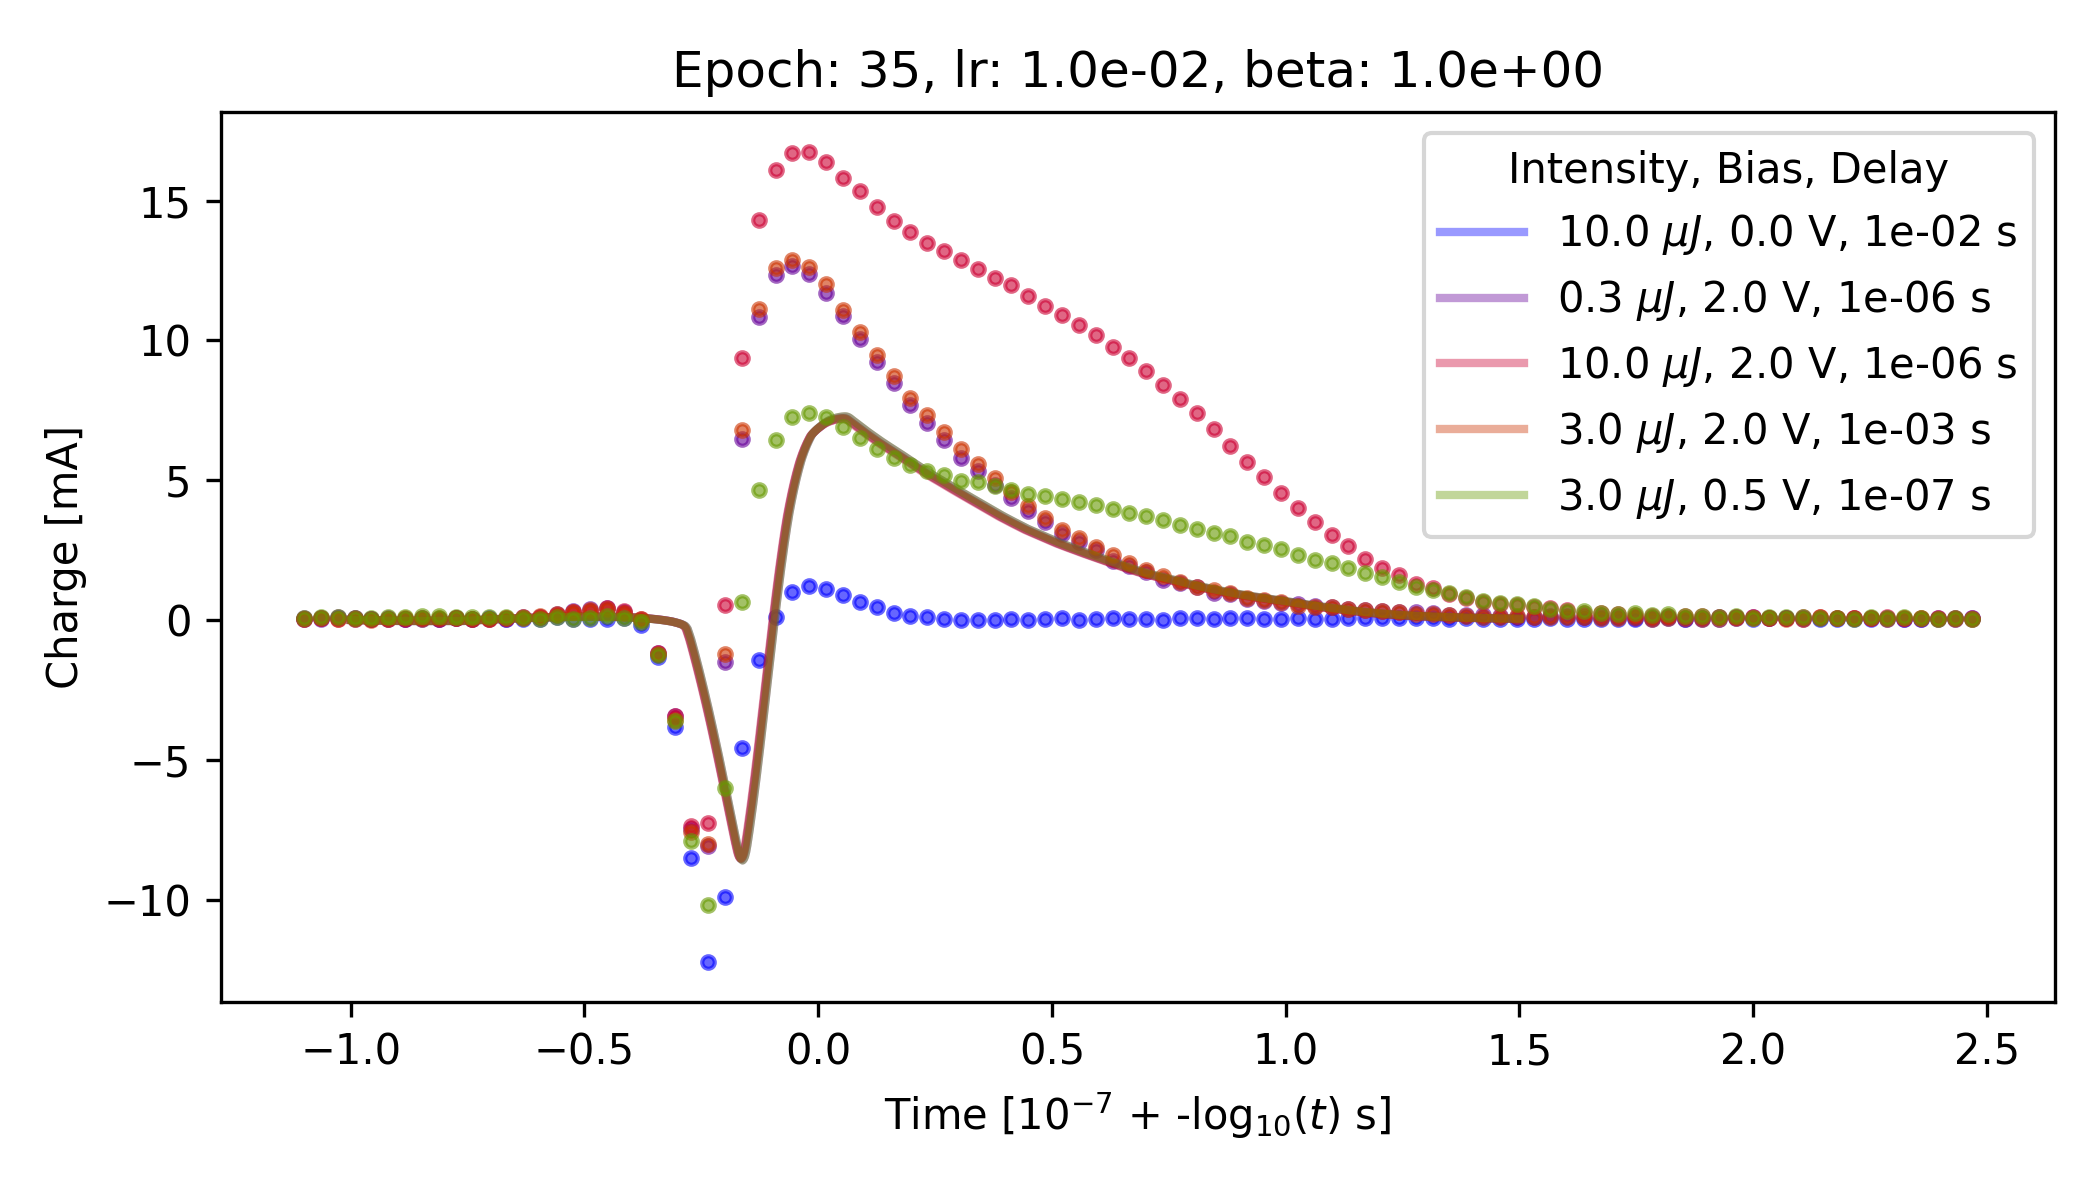 Epoch: 35, lr: 1.0e-02, beta: 1.0e+00
Charge [mA]
15
10
5
0
−5
−10
Intensity, Bias, Delay
10.0 μJ, 0.0 V, 1e-02 s
0.3 μJ, 2.0 V, 1e-06 s
10.0 μJ, 2.0 V, 1e-06 s
3.0 μJ, 2.0 V, 1e-03 s
3.0 μJ, 0.5 V, 1e-07 s
−1.0 −0.5 0.0 0.5 1.0 1.5 2.0 2.5
Time [10⁻⁷ + -log₁₀(t) s]